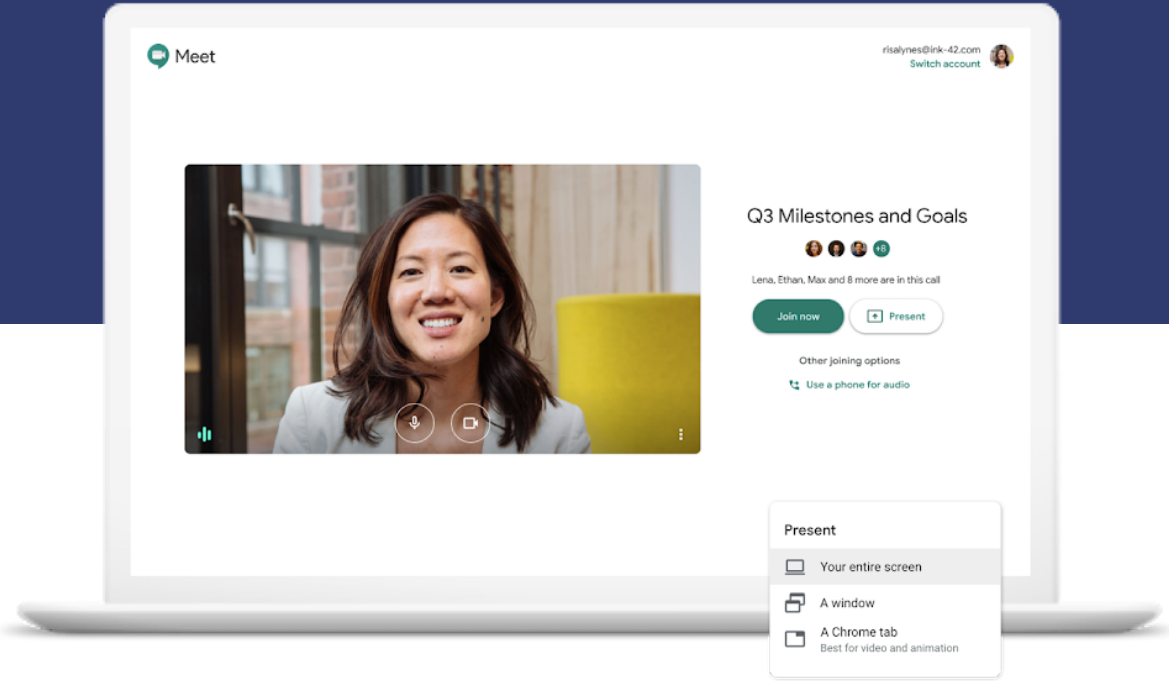 Meet
risalynes@ink-42.com
Switch account
Q3 Milestones and Goals
+8
Lena, Ethan, Max and 8 more are in this call
Join now
Present
Other joining options
Use a phone for audio
Present
Your entire screen
A window
A Chrome tab
Best for video and animation